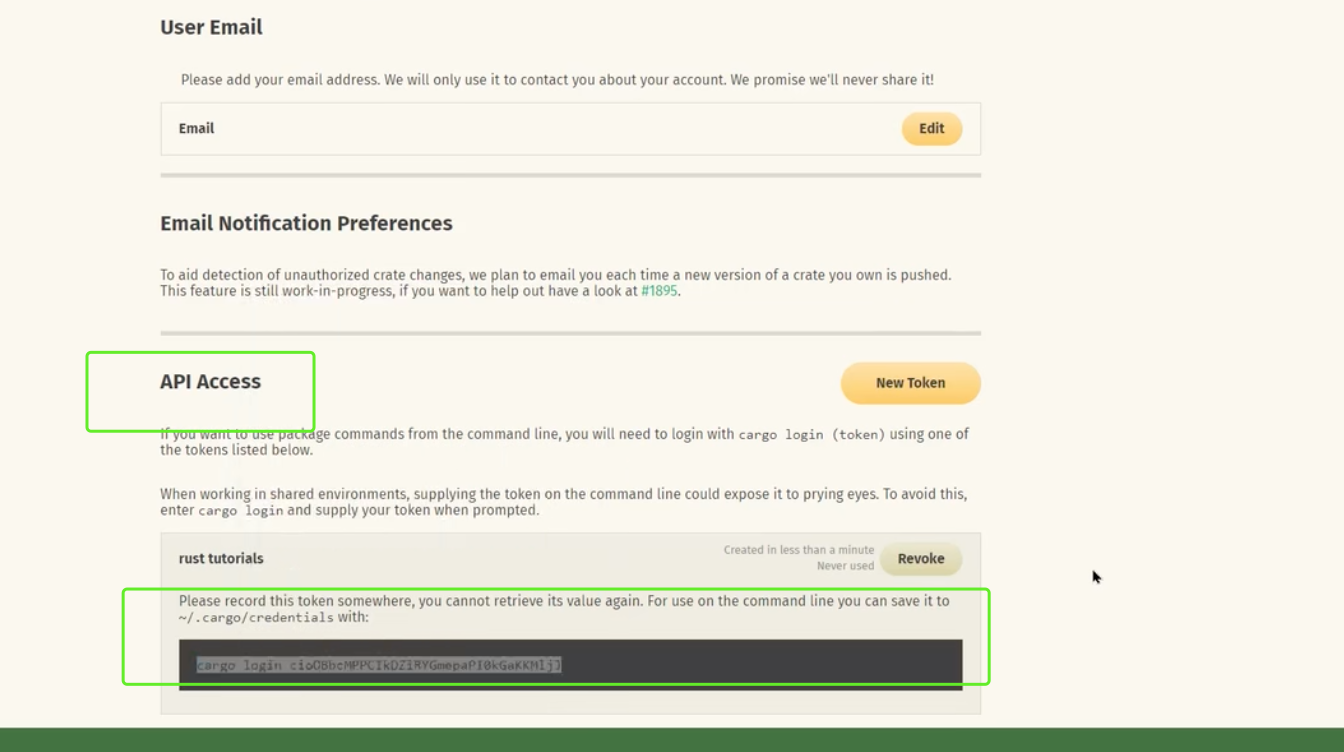 User Email
Please add your email address. We will only use it to contact you about your account. We promise we'll never share it!
Email
Edit
Email Notification Preferences
To aid detection of unauthorized crate changes, we plan to email you each time a new version of a crate you own is pushed.
This feature is still work-in-progress, if you want to help out have a look at #1895.
API Access
New Token
If you want to use package commands from the command line, you will need to login with cargo login (token) using one of
the tokens listed below.
When working in shared environments, supplying the token on the command line could expose it to prying eyes. To avoid this,
enter cargo login and supply your token when prompted.
rust tutorials
Created in less than a minute
Never used
Revoke
Please record this token somewhere, you cannot retrieve its value again. For use on the command line you can save it to
~/.cargo/credentials with:
cargo login